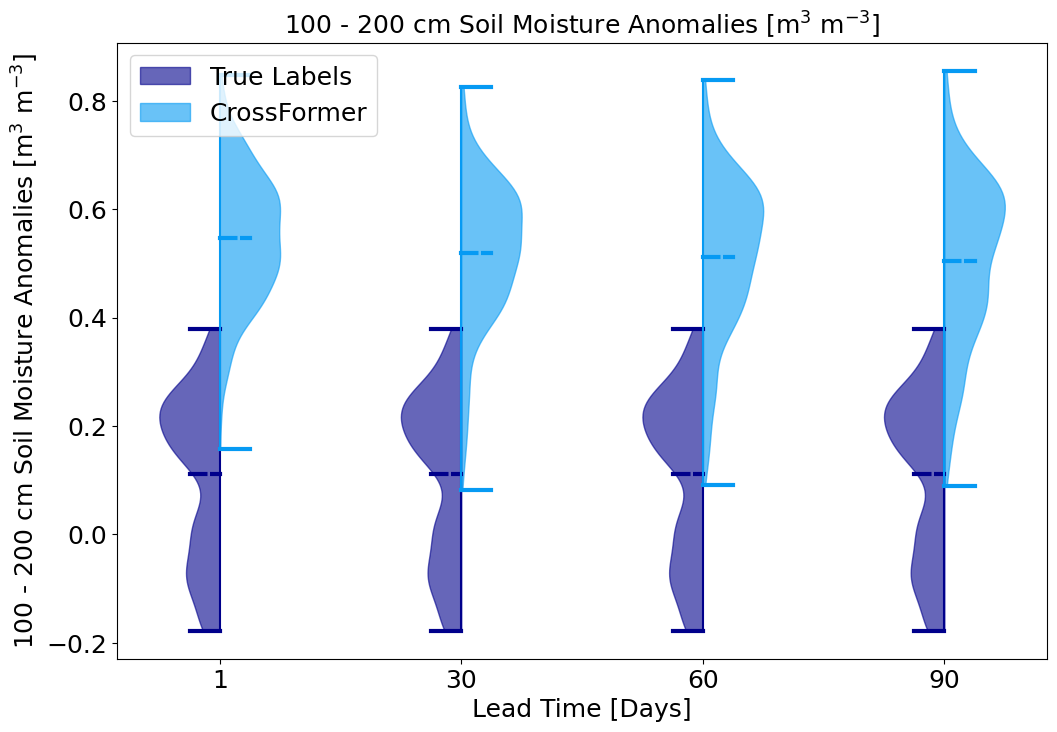 100 - 200 cm Soil Moisture Anomalies [m³ m⁻³]
100 - 200 cm Soil Moisture Anomalies [m³ m⁻³]
True Labels
CrossFormer
0.8
0.6
0.4
0.2
0.0
−0.2
1 30 60 90
Lead Time [Days]